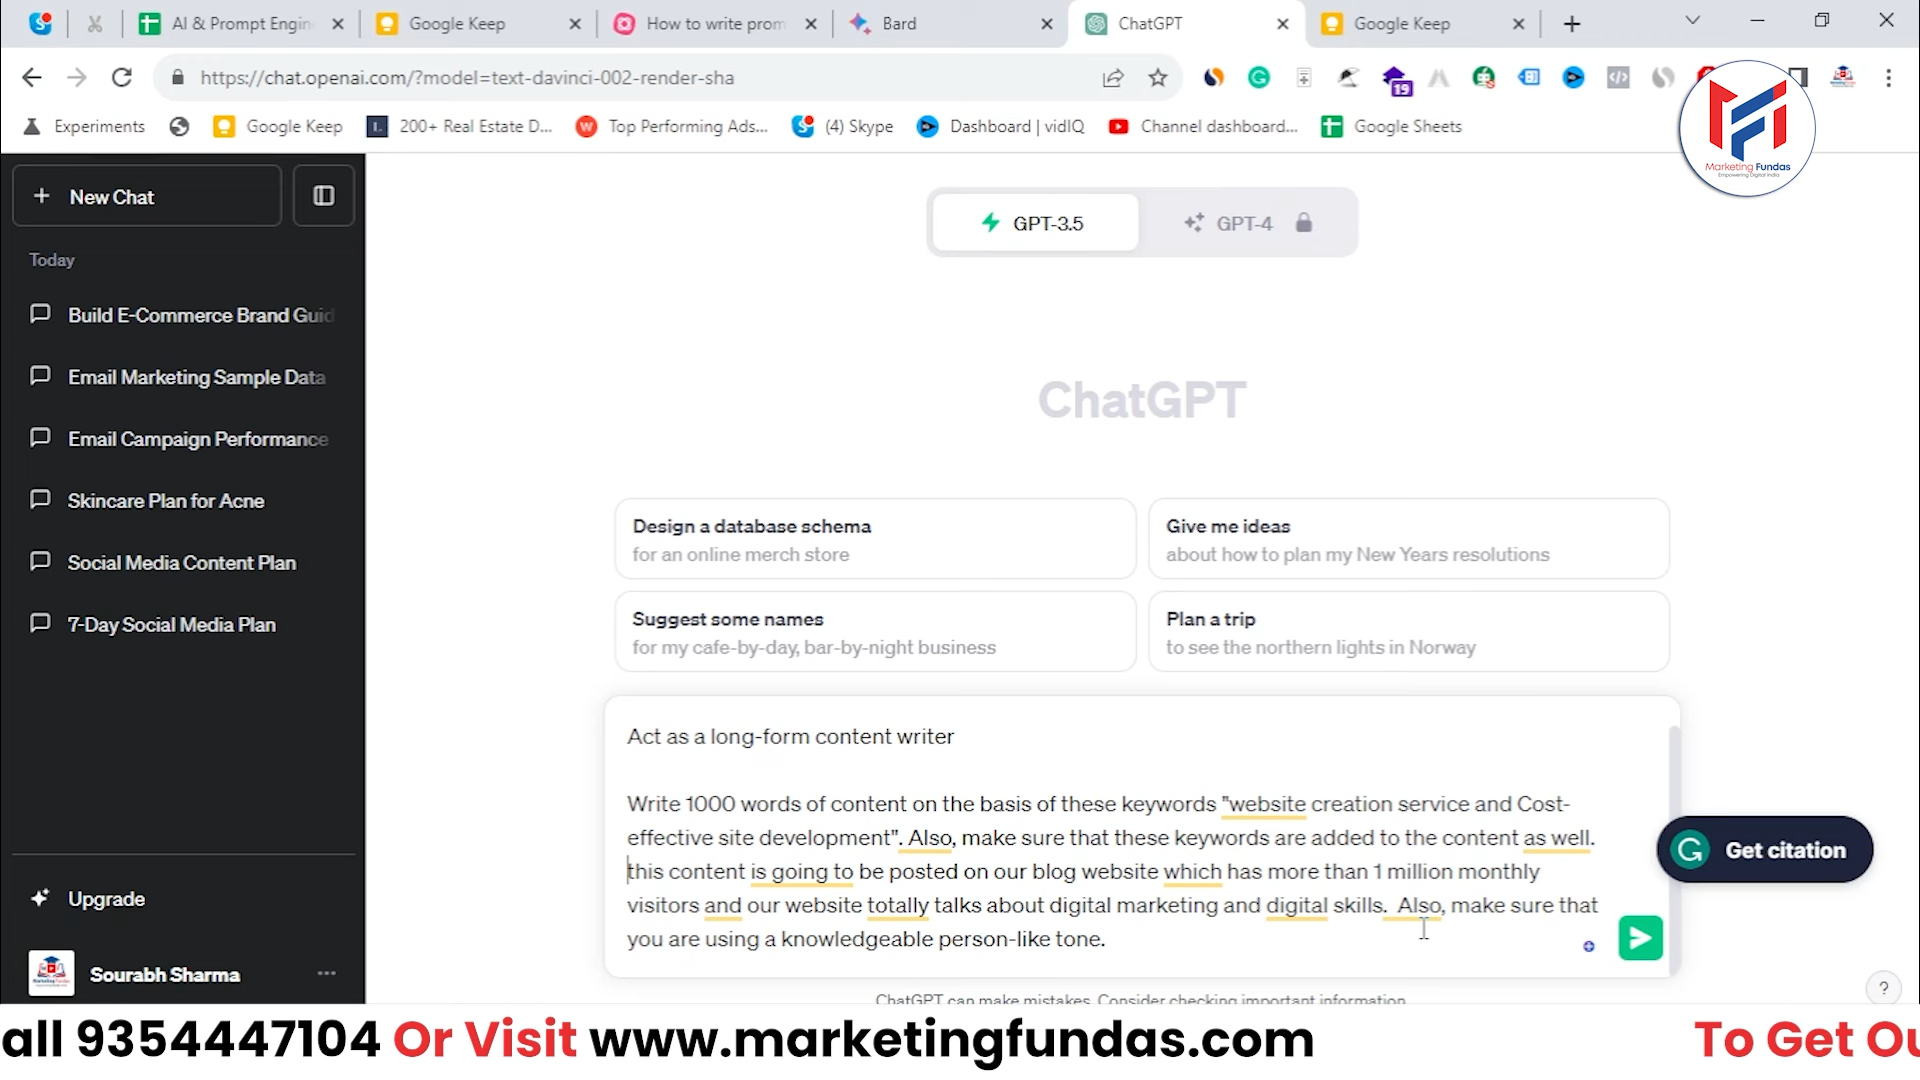 AI & Prompt Engin
Google Keep
How to write prom
Bard
ChatGPT
Google Keep
https://chat.openai.com/?model=text-davinci-002-render-sha
19
Experiments
Google Keep
200+ Real Estate D...
Top Performing Ads...
(4) Skype
Dashboard | vidIQ
Channel dashboard...
Google Sheets
Marketing Fundas
Empowering Digital India
New Chat
GPT-3.5
GPT-4
Today
Build E-Commerce Brand Guid
Email Marketing Sample Data
Email Campaign Performance
Skincare Plan for Acne
Social Media Content Plan
7-Day Social Media Plan
ChatGPT
Design a database schema
for an online merch store
Give me ideas
about how to plan my New Years resolutions
Suggest some names
for my cafe-by-day, bar-by-night business
Plan a trip
to see the northern lights in Norway
Act as a long-form content writer
Write 1000 words of content on the basis of these keywords "website creation service and Cost-
effective site development". Also, make sure that these keywords are added to the content as well.
this content is going to be posted on our blog website which has more than 1 million monthly
visitors and our website totally talks about digital marketing and digital skills.  Also, make sure that
you are using a knowledgeable person-like tone.
Get citation
Upgrade
Sourabh Sharma
ChatGPT can make mistakes. Consider checking important information.
?
all 9354447104 Or Visit www.marketingfundas.com
To Get Ou